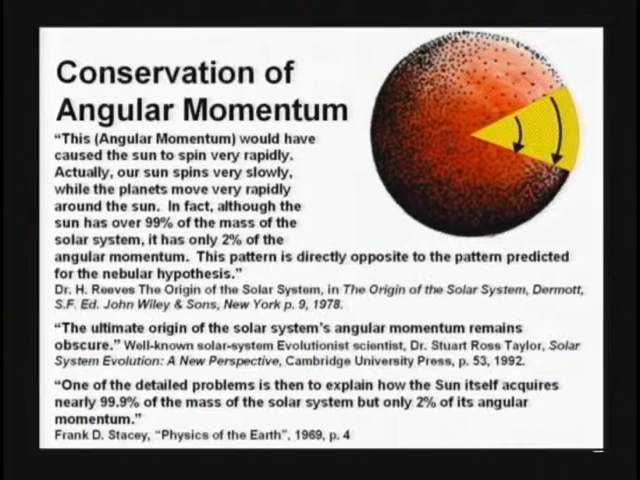 Conservation of
Angular Momentum
“This (Angular Momentum) would have
caused the sun to spin very rapidly.
Actually, our sun spins very slowly,
while the planets move very rapidly
around the sun. In fact, although the
sun has over 99% of the mass of the
solar system, it has only 2% of the
angular momentum. This pattern is directly opposite to the pattern predicted
for the nebular hypothesis.”
Dr. H. Reeves The Origin of the Solar System, in The Origin of the Solar System, Dermott,
S.F. Ed. John Wiley & Sons, New York p. 9, 1978.
“The ultimate origin of the solar system’s angular momentum remains
obscure.” Well-known solar-system Evolutionist scientist, Dr. Stuart Ross Taylor, Solar
System Evolution: A New Perspective, Cambridge University Press, p. 53, 1992.
“One of the detailed problems is then to explain how the Sun itself acquires
nearly 99.9% of the mass of the solar system but only 2% of its angular
momentum.”
Frank D. Stacey, “Physics of the Earth”, 1969, p. 4